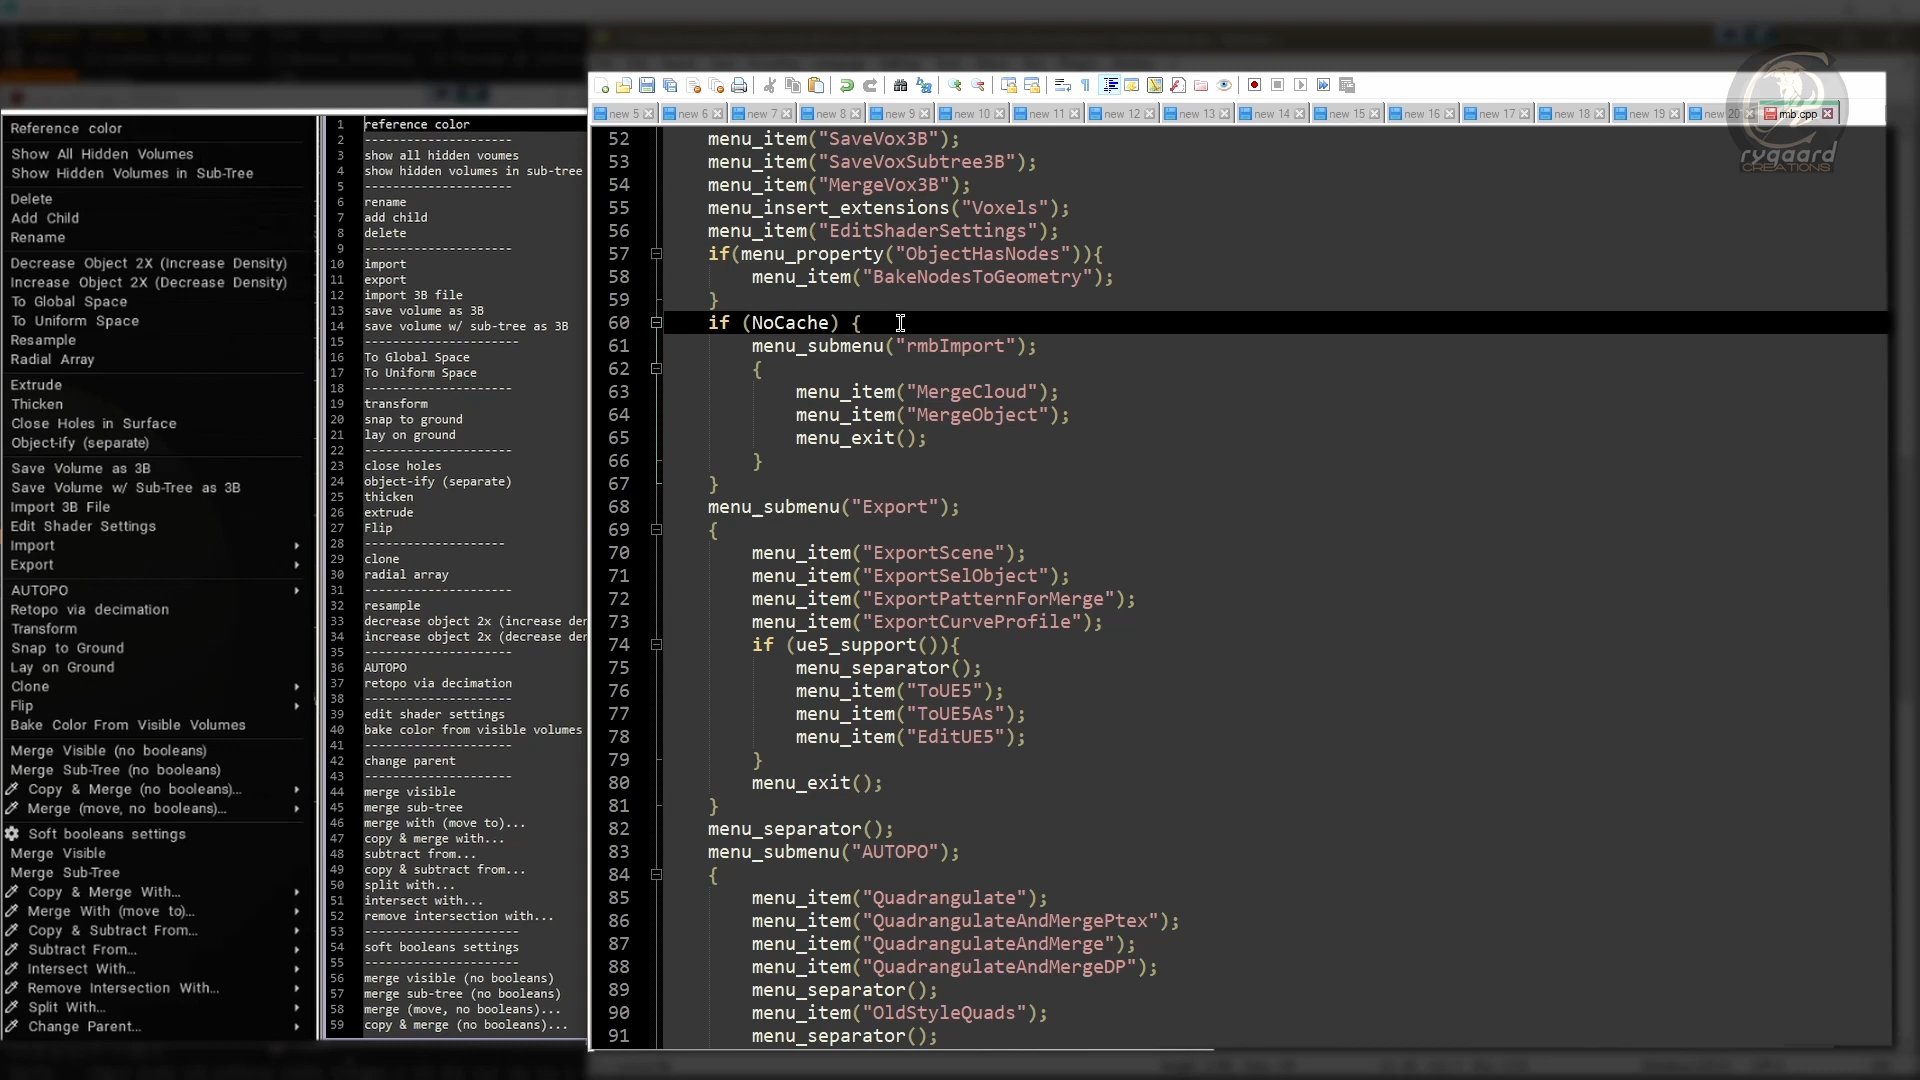 new 5
new 6
new 7
new 8
new 9
new 10
new 11
new 12
new 13
new 14
new 15
new 16
new 17
new 18
new 19
new 20
rmb.cpp
rygaard
CREATIONS
Reference color
Show All Hidden Volumes
Show Hidden Volumes in Sub-Tree
Delete
Add Child
Rename
Decrease Object 2X (Increase Density)
Increase Object 2X (Decrease Density)
To Global Space
To Uniform Space
Resample
Radial Array
Extrude
Thicken
Close Holes in Surface
Object-ify (separate)
Save Volume as 3B
Save Volume w/ Sub-Tree as 3B
Import 3B File
Edit Shader Settings
Import
Export
AUTOPO
Retopo via decimation
Transform
Snap to Ground
Lay on Ground
Clone
Flip
Bake Color From Visible Volumes
Merge Visible (no booleans)
Merge Sub-Tree (no booleans)
Copy & Merge (no booleans)...
Merge (move, no booleans)...
Soft booleans settings
Merge Visible
Merge Sub-Tree
Copy & Merge With...
Merge With (move to)...
Copy & Subtract From...
Subtract From...
Intersect With...
Remove Intersection With...
Split With...
Change Parent...
1 reference color
2 -------------------
3 show all hidden voumes
4 show hidden volumes in sub-tree
5 -------------------
6 rename
7 add child
8 delete
9 -------------------
10 import
11 export
12 import 3B file
13 save volume as 3B
14 save volume w/ sub-tree as 3B
15 --------------------
16 To Global Space
17 To Uniform Space
18 -------------------
19 transform
20 snap to ground
21 lay on ground
22 -------------------
23 close holes
24 object-ify (separate)
25 thicken
26 extrude
27 Flip
28 ------------------
29 clone
30 radial array
31 -------------------
32 resample
33 decrease object 2x (increase der
34 increase object 2x (decrease der
35 -------------------
36 AUTOPO
37 retopo via decimation
38 -------------------
39 edit shader settings
40 bake color from visible volumes
41 -------------------
42 change parent
43 -------------------
44 merge visible
45 merge sub-tree
46 merge with (move to)...
47 copy & merge with...
48 subtract from...
49 copy & subtract from...
50 split with...
51 intersect with...
52 remove intersection with...
53 -------------------
54 soft booleans settings
55 -------------------
56 merge visible (no booleans)
57 merge sub-tree (no booleans)
58 merge (move, no booleans)...
59 copy & merge (no booleans)...
52 menu_item("SaveVox3B");
53 menu_item("SaveVoxSubtree3B");
54 menu_item("MergeVox3B");
55 menu_insert_extensions("Voxels");
56 menu_item("EditShaderSettings");
57 if(menu_property("ObjectHasNodes")){
58 menu_item("BakeNodesToGeometry");
59 }
60 if (NoCache) {
61 menu_submenu("rmbImport");
62 {
63 menu_item("MergeCloud");
64 menu_item("MergeObject");
65 menu_exit();
66 }
67 }
68 menu_submenu("Export");
69 {
70 menu_item("ExportScene");
71 menu_item("ExportSelObject");
72 menu_item("ExportPatternForMerge");
73 menu_item("ExportCurveProfile");
74 if (ue5_support()){
75 menu_separator();
76 menu_item("ToUE5");
77 menu_item("ToUE5As");
78 menu_item("EditUE5");
79 }
80 menu_exit();
81 }
82 menu_separator();
83 menu_submenu("AUTOPO");
84 {
85 menu_item("Quadrangulate");
86 menu_item("QuadrangulateAndMergePtex");
87 menu_item("QuadrangulateAndMerge");
88 menu_item("QuadrangulateAndMergeDP");
89 menu_separator();
90 menu_item("OldStyleQuads");
91 menu_separator();